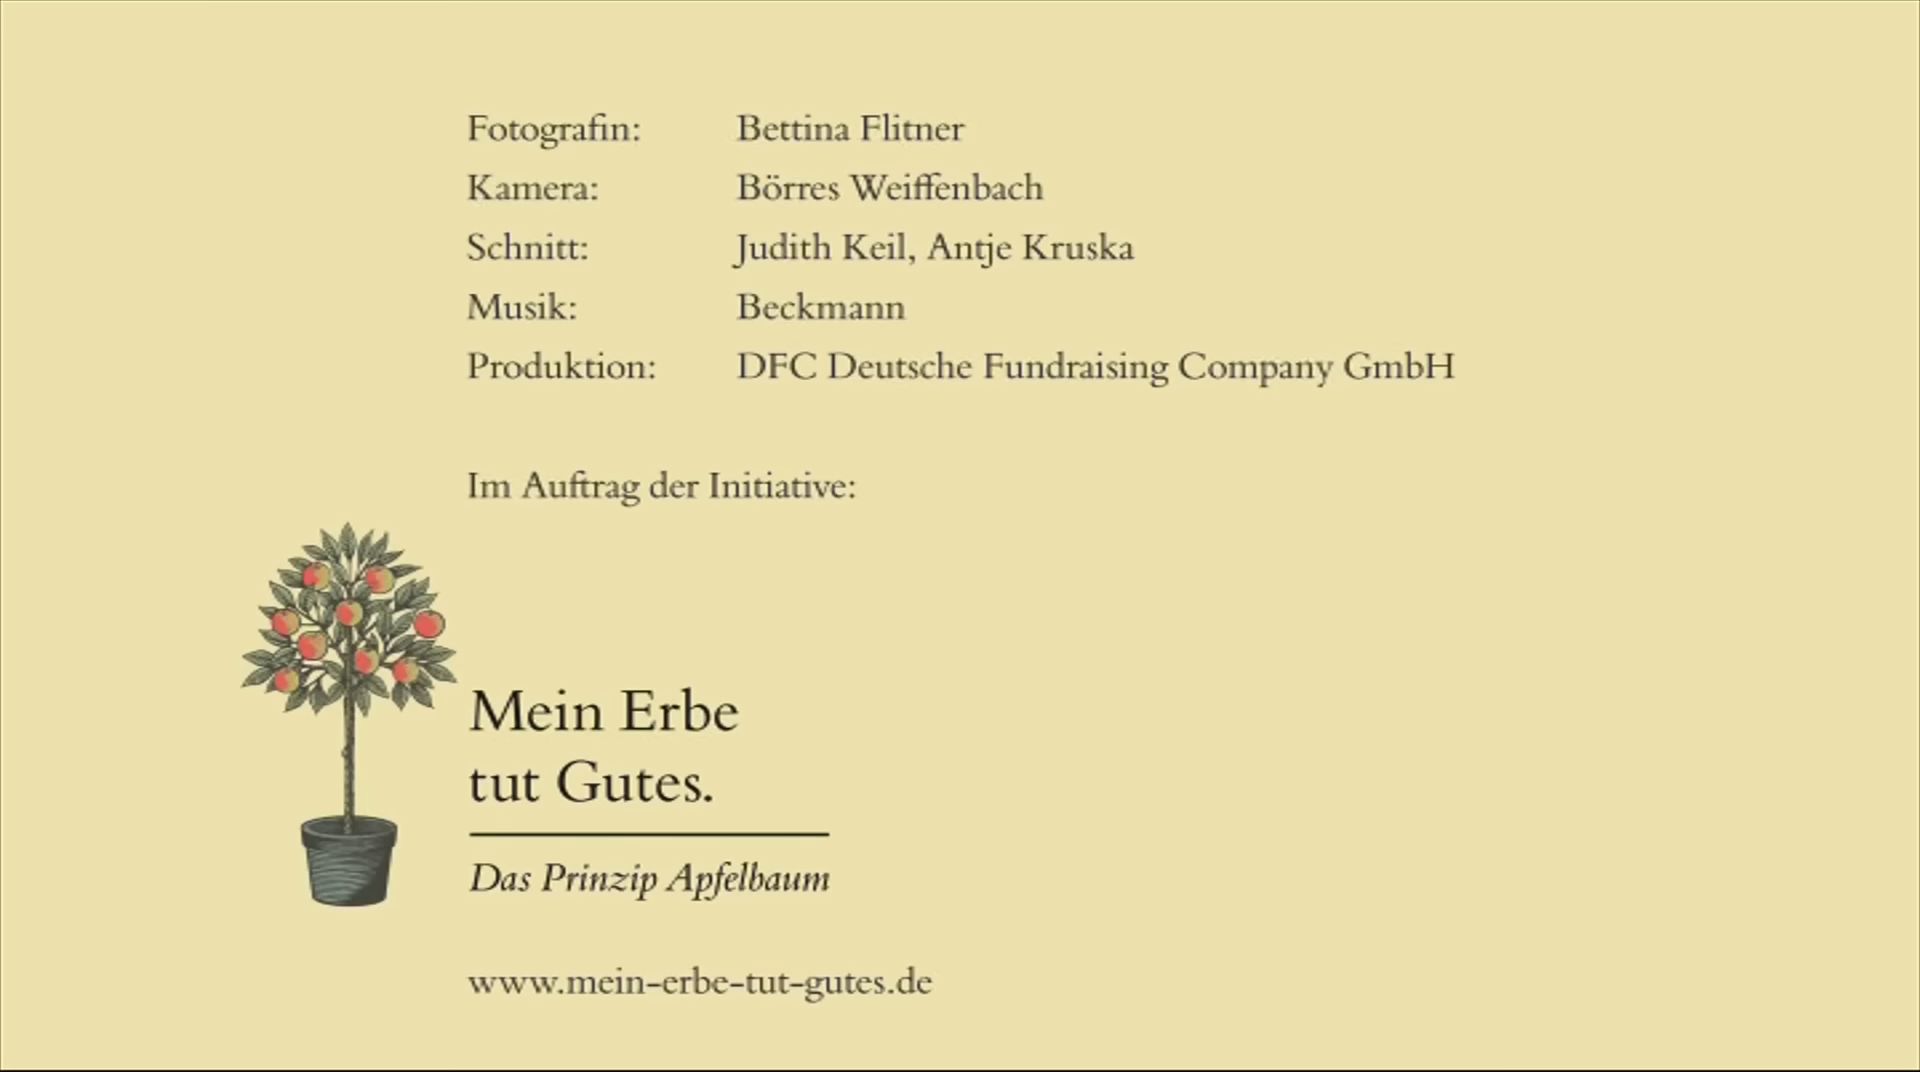 Fotografin: Bettina Flitner
Kamera: Börres Weiffenbach
Schnitt: Judith Keil, Antje Kruska
Musik: Beckmann
Produktion: DFC Deutsche Fundraising Company GmbH
Im Auftrag der Initiative:
Mein Erbe
tut Gutes.
Das Prinzip Apfelbaum
www.mein-erbe-tut-gutes.de